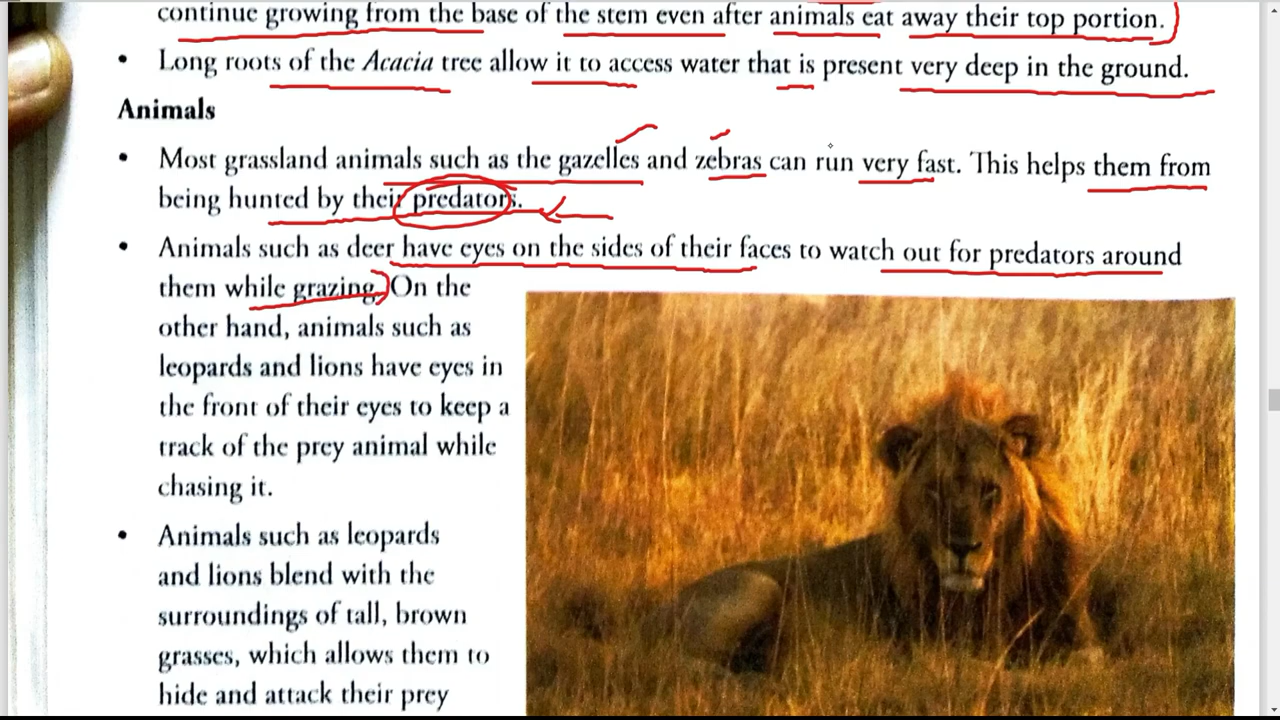 continue growing from the base of the stem even after animals eat away their top portion.
• Long roots of the Acacia tree allow it to access water that is present very deep in the ground.
Animals
• Most grassland animals such as the gazelles and zebras can run very fast. This helps them from
being hunted by their predators.
• Animals such as deer have eyes on the sides of their faces to watch out for predators around
them while grazing. On the
other hand, animals such as
leopards and lions have eyes in
the front of their eyes to keep a
track of the prey animal while
chasing it.
• Animals such as leopards
and lions blend with the
surroundings of tall, brown
grasses, which allows them to
hide and attack their prey